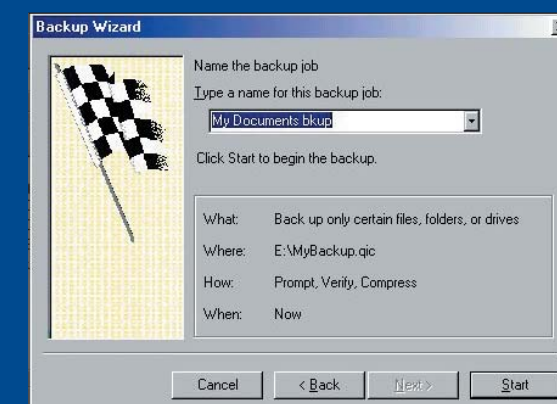 Backup Wizard
Name the backup job
Type a name for this backup job:
My Documents bkup
Click Start to begin the backup.
What: Back up only certain files, folders, or drives
Where: E:\MyBackup.qic
How: Prompt, Verify, Compress
When: Now
Cancel < Back Next > Start